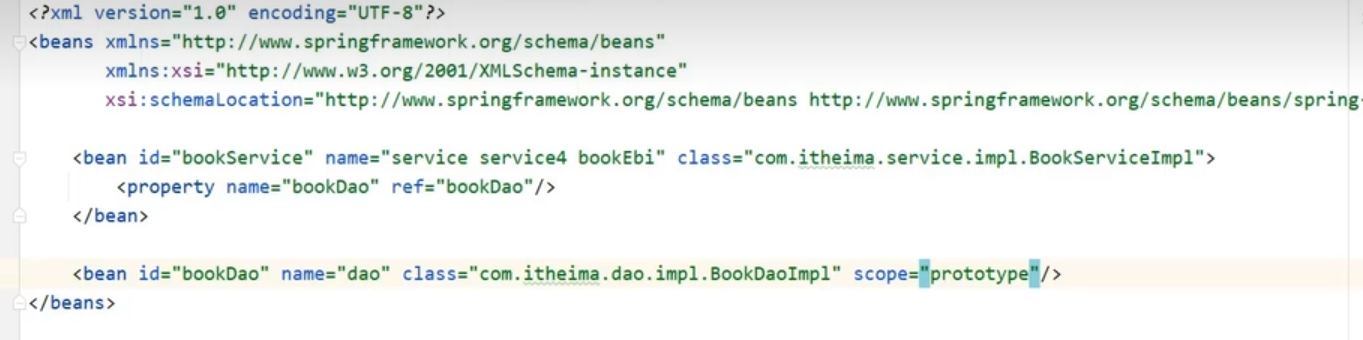 <?xml version="1.0" encoding="UTF-8"?>
<beans xmlns="http://www.springframework.org/schema/beans"
xmlns:xsi="http://www.w3.org/2001/XMLSchema-instance"
xsi:schemaLocation="http://www.springframework.org/schema/beans http://www.springframework.org/schema/beans/spring-
<bean id="bookService" name="service service4 bookEbi" class="com.itheima.service.impl.BookServiceImpl">
<property name="bookDao" ref="bookDao"/>
</bean>
<bean id="bookDao" name="dao" class="com.itheima.dao.impl.BookDaoImpl" scope="prototype"/>
</beans>